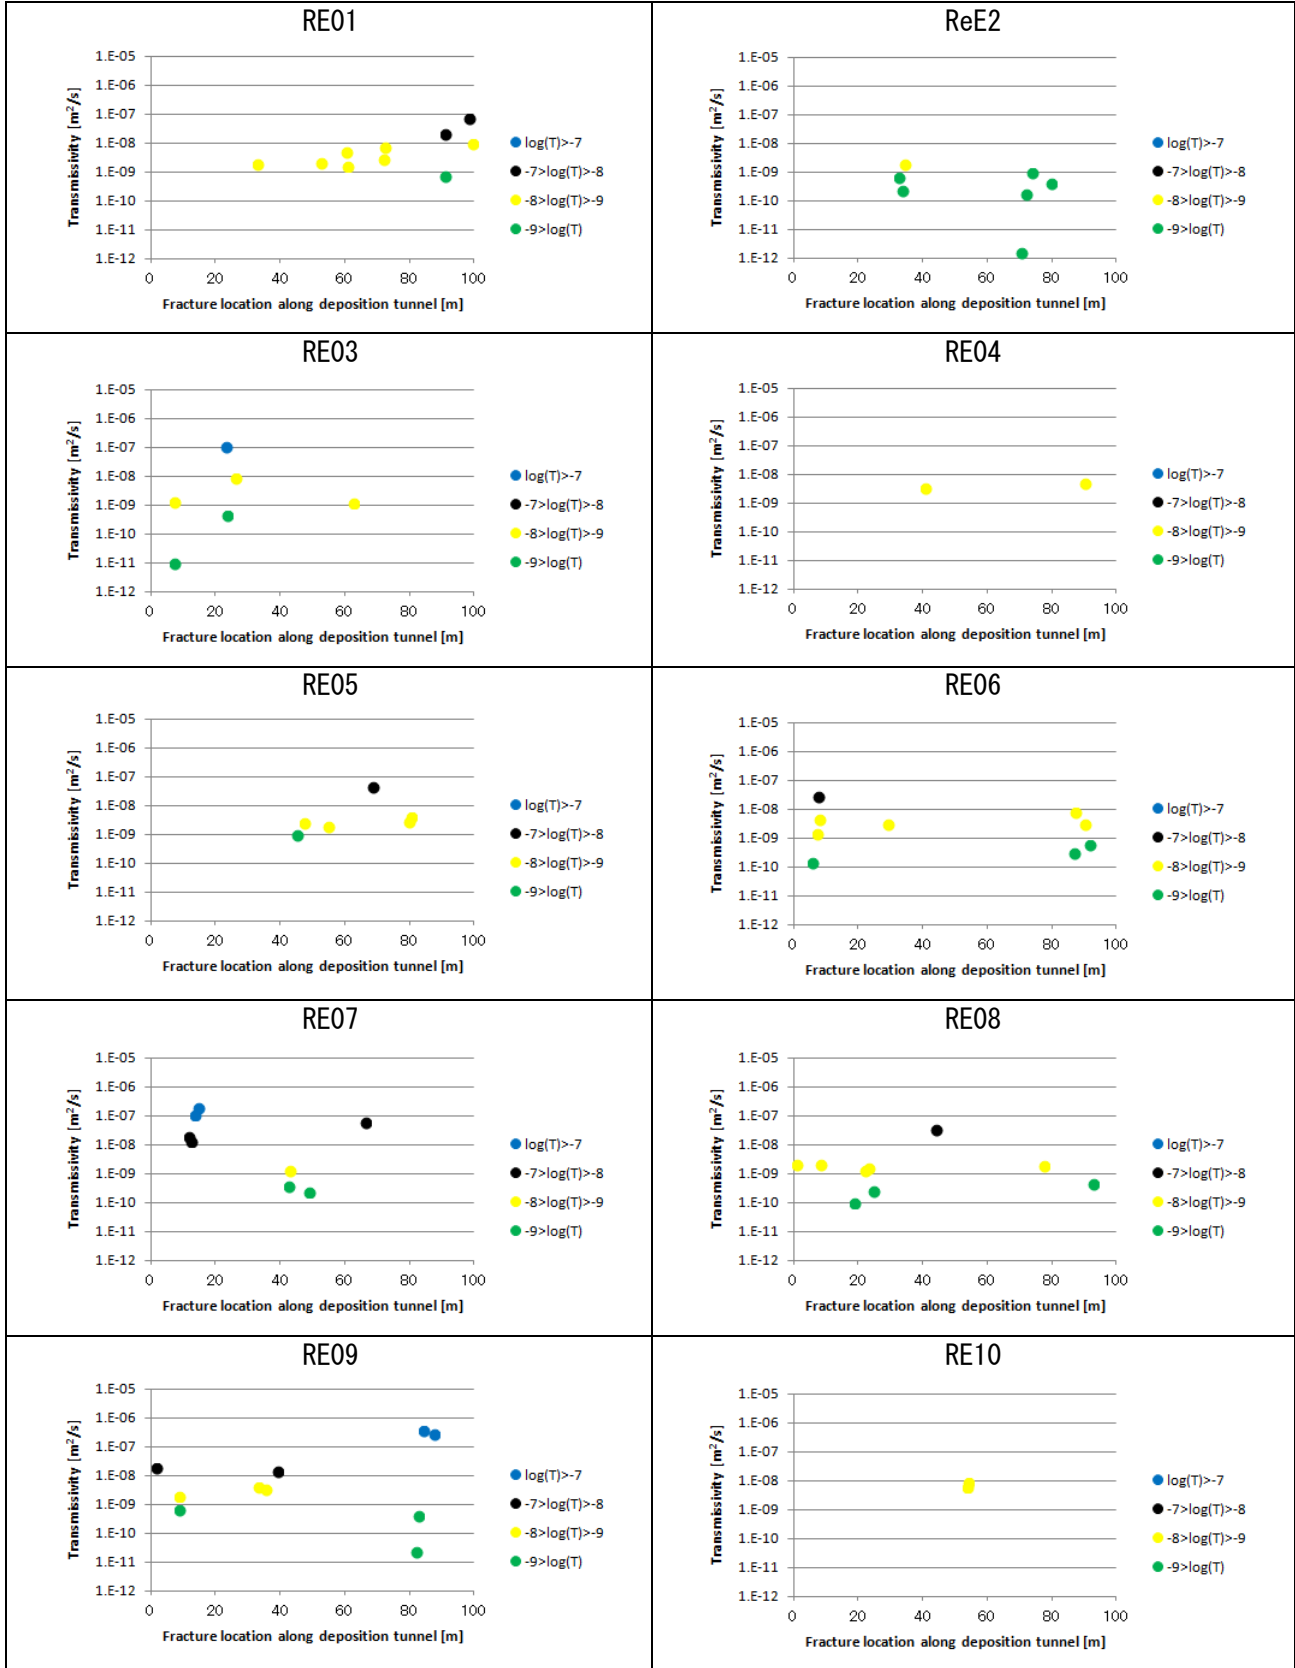 RE01
1.E-05
1.E-06
1.E-07
1.E-08
1.E-09
1.E-10
1.E-11
1.E-12
Transmissivity [m²/s]
0 20 40 60 80 100
Fracture location along deposition tunnel [m]
log(T)>-7
-7>log(T)>-8
-8>log(T)>-9
-9>log(T)
ReE2
1.E-05
1.E-06
1.E-07
1.E-08
1.E-09
1.E-10
1.E-11
1.E-12
Transmissivity [m²/s]
0 20 40 60 80 100
Fracture location along deposition tunnel [m]
log(T)>-7
-7>log(T)>-8
-8>log(T)>-9
-9>log(T)
RE03
1.E-05
1.E-06
1.E-07
1.E-08
1.E-09
1.E-10
1.E-11
1.E-12
Transmissivity [m²/s]
0 20 40 60 80 100
Fracture location along deposition tunnel [m]
log(T)>-7
-7>log(T)>-8
-8>log(T)>-9
-9>log(T)
RE04
1.E-05
1.E-06
1.E-07
1.E-08
1.E-09
1.E-10
1.E-11
1.E-12
Transmissivity [m²/s]
0 20 40 60 80 100
Fracture location along deposition tunnel [m]
log(T)>-7
-7>log(T)>-8
-8>log(T)>-9
-9>log(T)
RE05
1.E-05
1.E-06
1.E-07
1.E-08
1.E-09
1.E-10
1.E-11
1.E-12
Transmissivity [m²/s]
0 20 40 60 80 100
Fracture location along deposition tunnel [m]
log(T)>-7
-7>log(T)>-8
-8>log(T)>-9
-9>log(T)
RE06
1.E-05
1.E-06
1.E-07
1.E-08
1.E-09
1.E-10
1.E-11
1.E-12
Transmissivity [m²/s]
0 20 40 60 80 100
Fracture location along deposition tunnel [m]
log(T)>-7
-7>log(T)>-8
-8>log(T)>-9
-9>log(T)
RE07
1.E-05
1.E-06
1.E-07
1.E-08
1.E-09
1.E-10
1.E-11
1.E-12
Transmissivity [m²/s]
0 20 40 60 80 100
Fracture location along deposition tunnel [m]
log(T)>-7
-7>log(T)>-8
-8>log(T)>-9
-9>log(T)
RE08
1.E-05
1.E-06
1.E-07
1.E-08
1.E-09
1.E-10
1.E-11
1.E-12
Transmissivity [m²/s]
0 20 40 60 80 100
Fracture location along deposition tunnel [m]
log(T)>-7
-7>log(T)>-8
-8>log(T)>-9
-9>log(T)
RE09
1.E-05
1.E-06
1.E-07
1.E-08
1.E-09
1.E-10
1.E-11
1.E-12
Transmissivity [m²/s]
0 20 40 60 80 100
Fracture location along deposition tunnel [m]
log(T)>-7
-7>log(T)>-8
-8>log(T)>-9
-9>log(T)
RE10
1.E-05
1.E-06
1.E-07
1.E-08
1.E-09
1.E-10
1.E-11
1.E-12
Transmissivity [m²/s]
0 20 40 60 80 100
Fracture location along deposition tunnel [m]
log(T)>-7
-7>log(T)>-8
-8>log(T)>-9
-9>log(T)